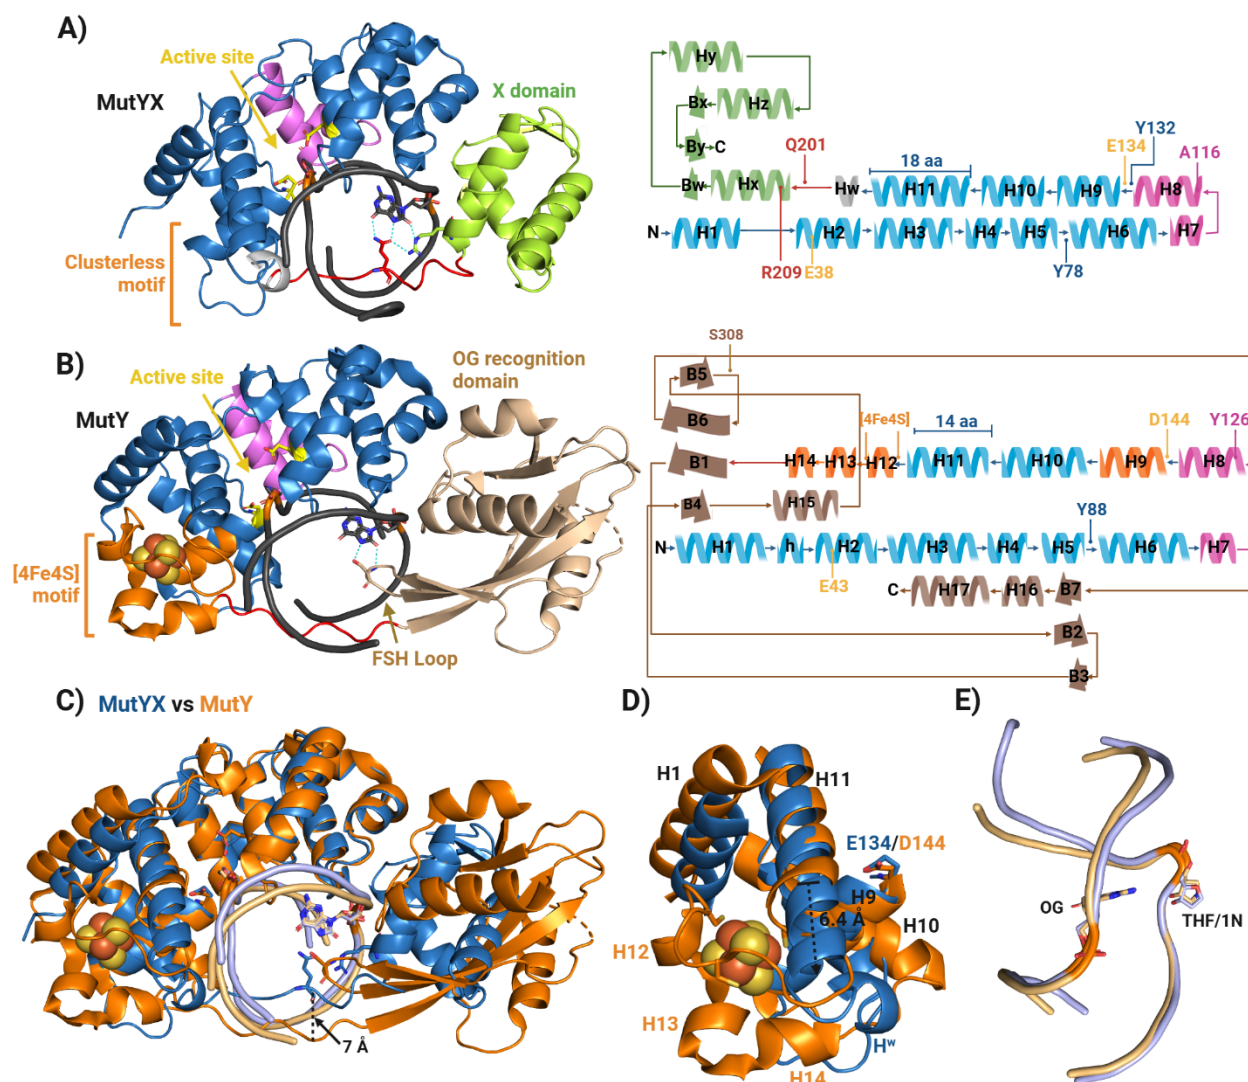 A)
Active site
MutYX
X domain
Clusterless
motif
Hy
Bx
Hz
By
C
Q201
Bw
Hx
Hw
18 aa
H11
H10
H9
E134
Y132
A116
H8
N
H1
H2
H3
H4
H5
H6
H7
R209
E38
Y78
B)
Active site
MutY
OG recognition
domain
[4Fe4S]
motif
FSH Loop
S308
B5
B6
B1
B4
H15
[4Fe4S]
14 aa
H14
H13
H12
H11
H10
H9
D144
H8
Y126
Y88
N
H1
h
H2
H3
H4
H5
H6
H7
E43
C
H17
H16
B7
B2
B3
C)
MutYX vs MutY
7 Å
D)
H1
H11
E134/D144
H9
6.4 Å
H10
H12
H13
H14
Hw
E)
OG
THF/1N